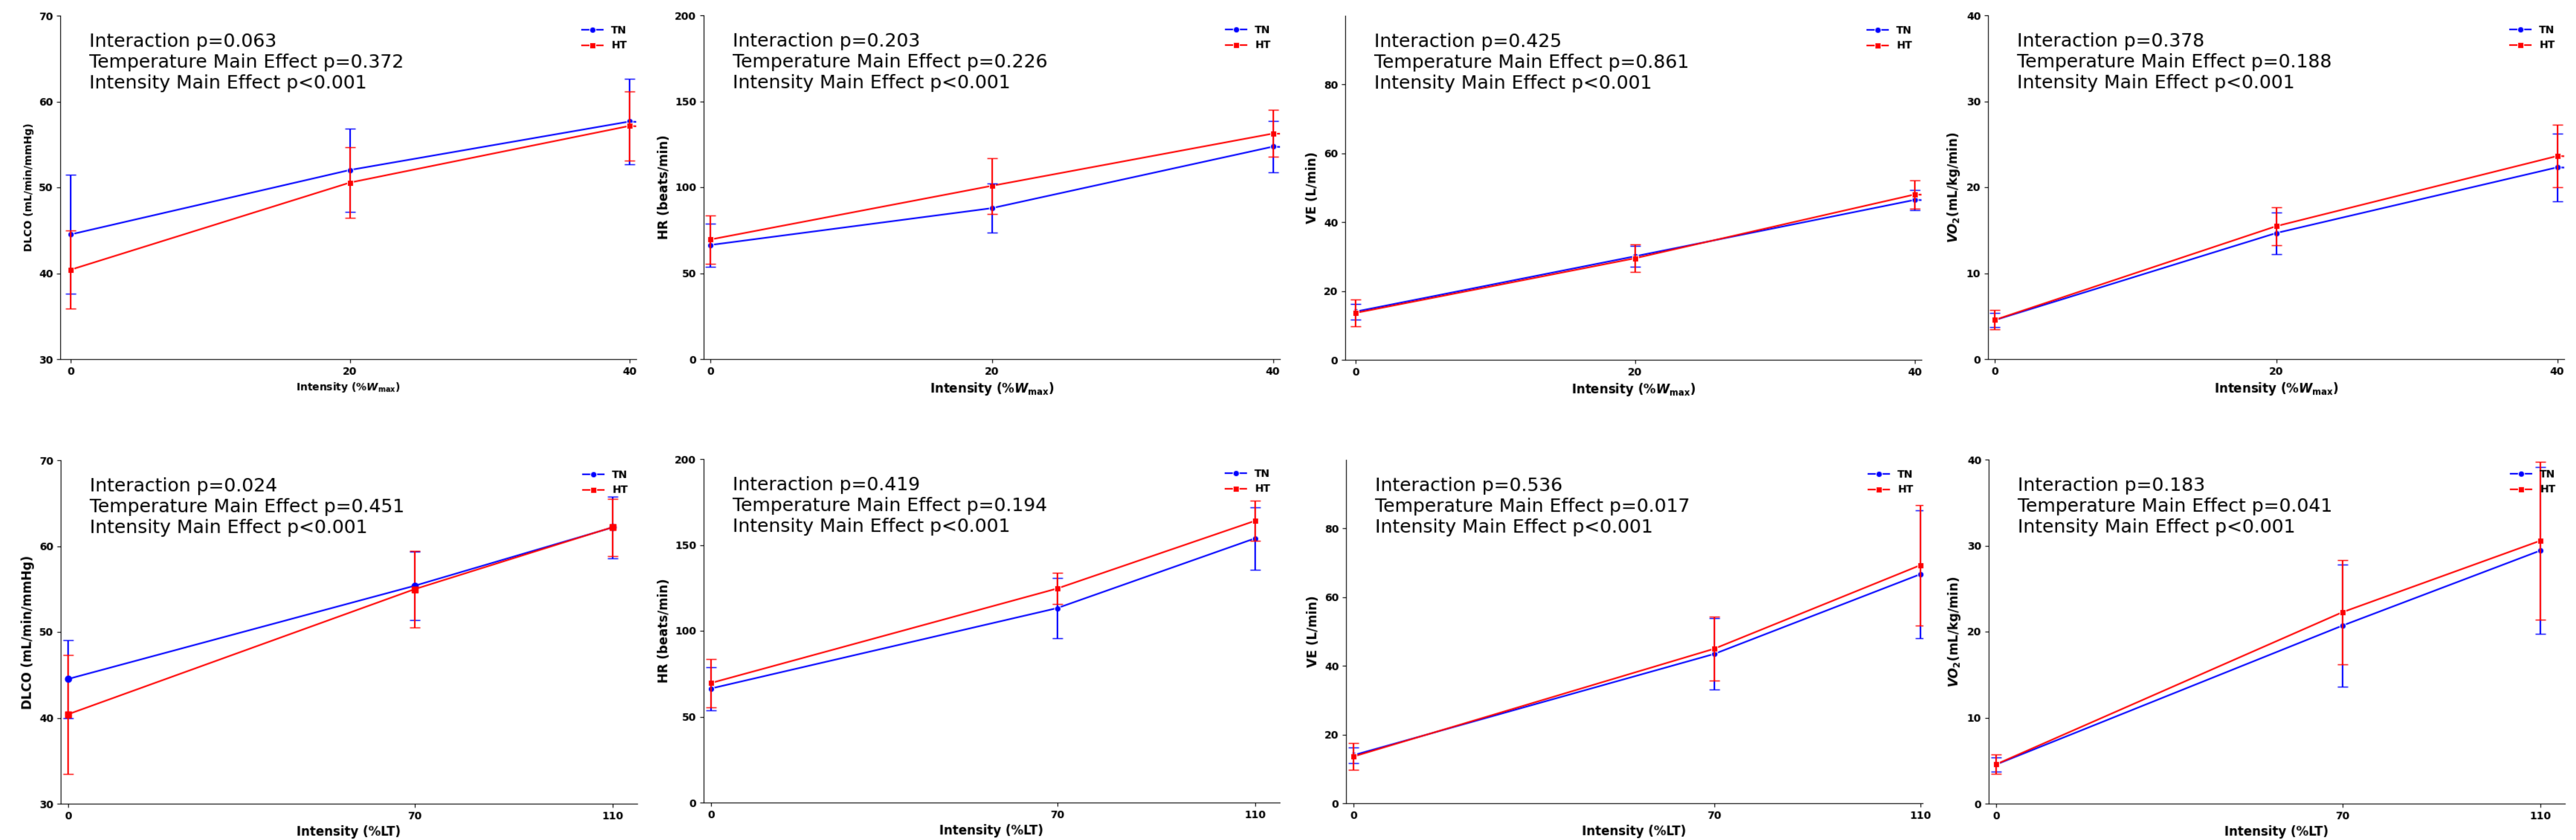 Interaction p=0.063
Temperature Main Effect p=0.372
Intensity Main Effect p<0.001
TN
HT
70
60
50
40
30
DLCO (mL/min/mmHg)
0 20 40
Intensity (%Wmax)
Interaction p=0.203
Temperature Main Effect p=0.226
Intensity Main Effect p<0.001
TN
HT
200
150
100
50
0
HR (beats/min)
0 20 40
Intensity (%Wmax)
Interaction p=0.425
Temperature Main Effect p=0.861
Intensity Main Effect p<0.001
TN
HT
80
60
40
20
0
VE (L/min)
0 20 40
Intensity (%Wmax)
Interaction p=0.378
Temperature Main Effect p=0.188
Intensity Main Effect p<0.001
TN
HT
40
30
20
10
0
VO2(mL/kg/min)
0 20 40
Intensity (%Wmax)
Interaction p=0.024
Temperature Main Effect p=0.451
Intensity Main Effect p<0.001
TN
HT
70
60
50
40
30
DLCO (mL/min/mmHg)
0 70 110
Intensity (%LT)
Interaction p=0.419
Temperature Main Effect p=0.194
Intensity Main Effect p<0.001
TN
HT
200
150
100
50
0
HR (beats/min)
0 70 110
Intensity (%LT)
Interaction p=0.536
Temperature Main Effect p=0.017
Intensity Main Effect p<0.001
TN
HT
80
60
40
20
0
VE (L/min)
0 70 110
Intensity (%LT)
Interaction p=0.183
Temperature Main Effect p=0.041
Intensity Main Effect p<0.001
TN
HT
40
30
20
10
0
VO2(mL/kg/min)
0 70 110
Intensity (%LT)